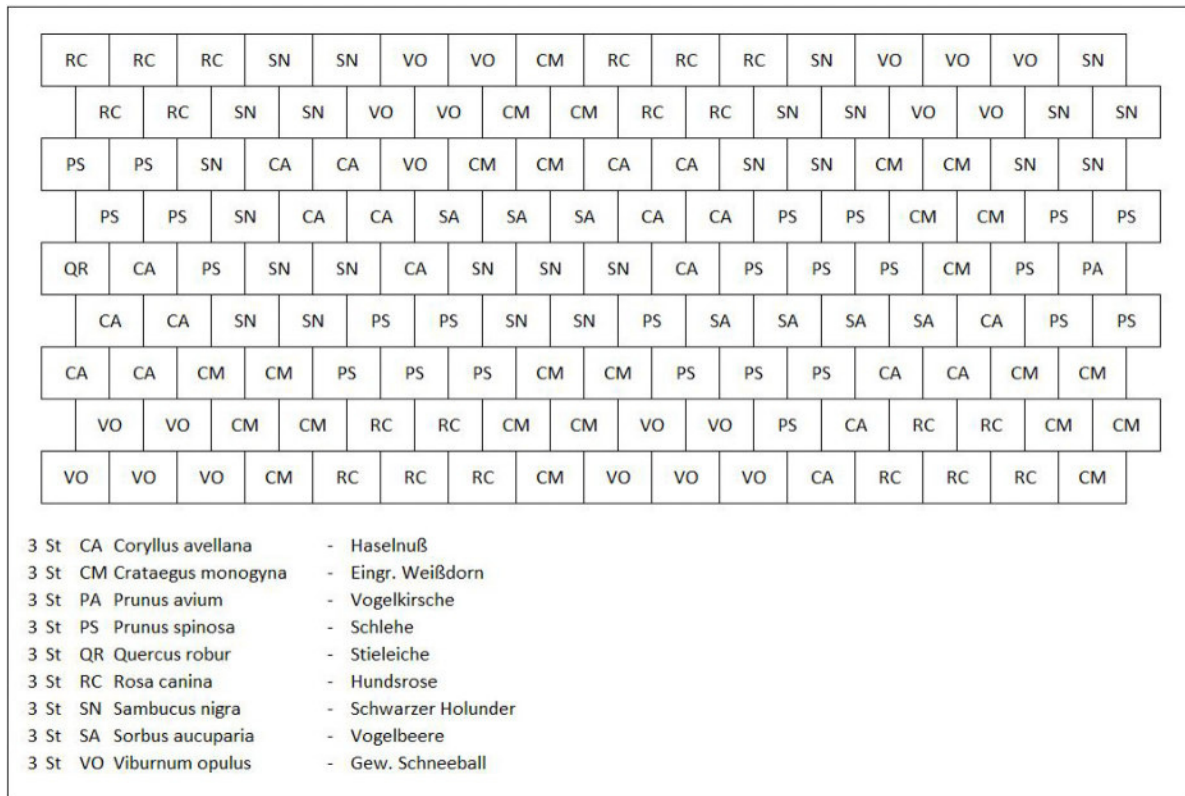 RC RC RC SN SN VO VO CM RC RC RC SN VO VO VO SN
RC RC SN SN VO VO CM CM RC RC SN SN VO VO SN SN
PS PS SN CA CA VO CM CM CA CA SN SN CM CM SN SN
PS PS SN CA CA SA SA SA CA CA PS PS CM CM PS PS
QR CA PS SN SN CA SN SN SN CA PS PS PS CM PS PA
CA CA SN SN PS PS SN SN PS SA SA SA SA CA PS PS
CA CA CM CM PS PS PS CM CM PS PS PS CA CA CM CM
VO VO CM CM RC RC CM CM VO VO PS CA RC RC CM CM
VO VO VO CM RC RC RC CM VO VO VO CA RC RC RC CM
3 St CA Coryllus avellana - Haselnuß
3 St CM Crataegus monogyna - Eingr. Weißdorn
3 St PA Prunus avium - Vogelkirsche
3 St PS Prunus spinosa - Schlehe
3 St QR Quercus robur - Stieleiche
3 St RC Rosa canina - Hundsrose
3 St SN Sambucus nigra - Schwarzer Holunder
3 St SA Sorbus aucuparia - Vogelbeere
3 St VO Viburnum opulus - Gew. Schneeball